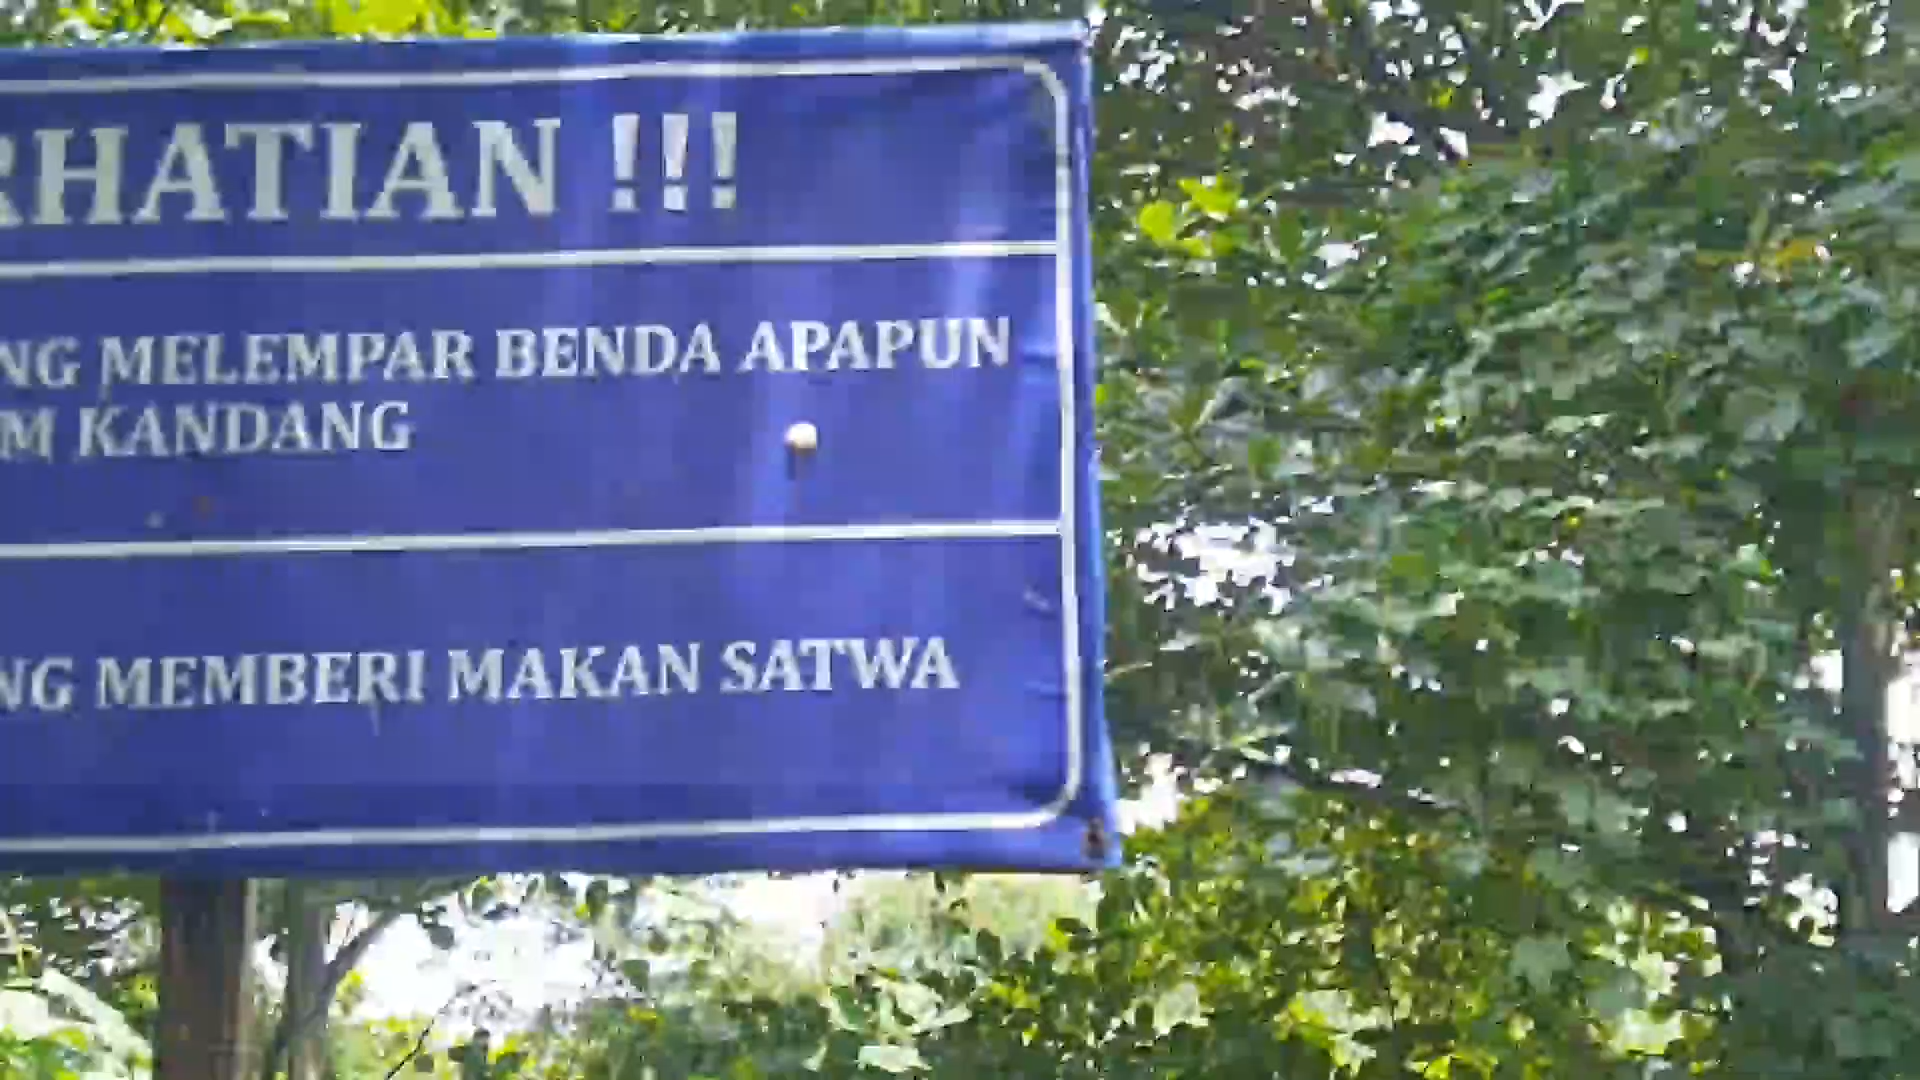 RHATIAN !!!
NG MELEMPAR BENDA APAPUN
M KANDANG
NG MEMBERI MAKAN SATWA